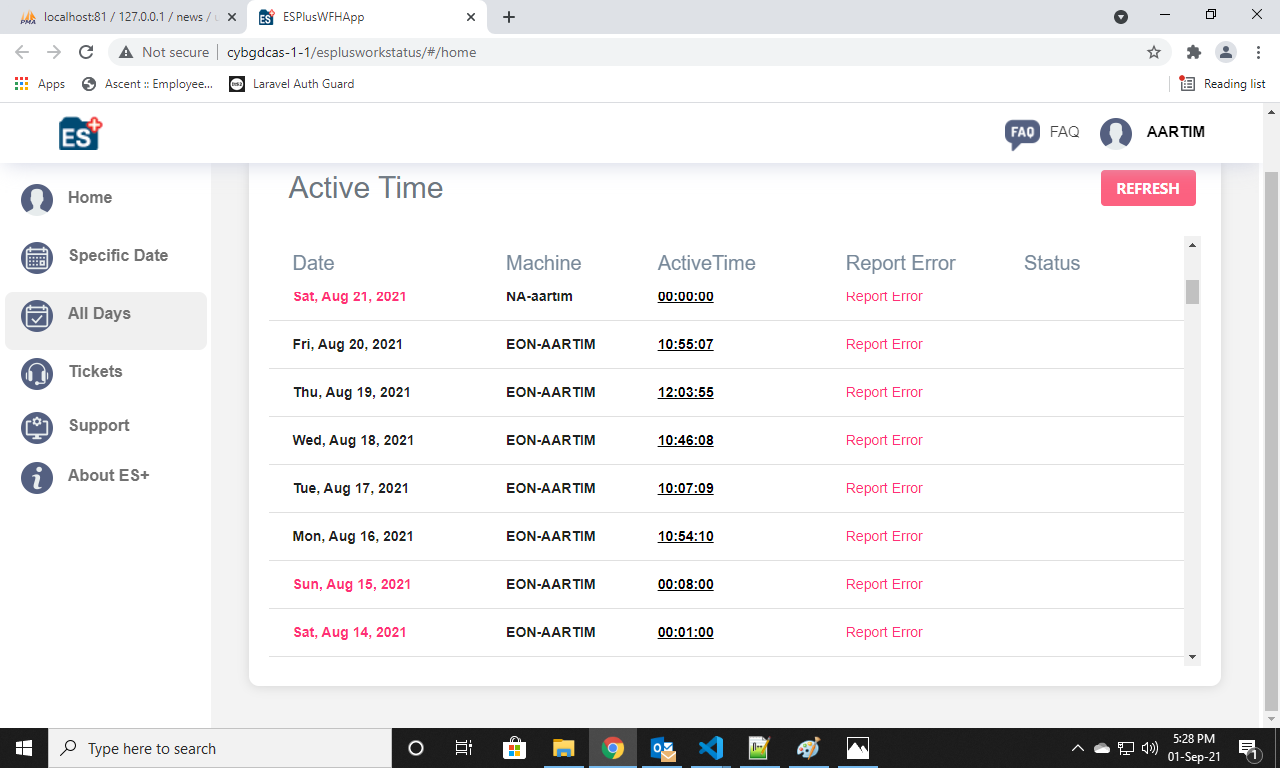 localhost:81 / 127.0.0.1 / news /
ESPlusWFHApp
Not secure cybgdcas-1-1/esplusworkstatus/#/home
Apps Ascent :: Employee... Laravel Auth Guard Reading list
ES+ FAQ FAQ AARTIM
Home
Specific Date
All Days
Tickets
Support
About ES+
Active Time REFRESH
Date Machine ActiveTime Report Error Status
Sat, Aug 21, 2021 NA-aartim 00:00:00 Report Error
Fri, Aug 20, 2021 EON-AARTIM 10:55:07 Report Error
Thu, Aug 19, 2021 EON-AARTIM 12:03:55 Report Error
Wed, Aug 18, 2021 EON-AARTIM 10:46:08 Report Error
Tue, Aug 17, 2021 EON-AARTIM 10:07:09 Report Error
Mon, Aug 16, 2021 EON-AARTIM 10:54:10 Report Error
Sun, Aug 15, 2021 EON-AARTIM 00:08:00 Report Error
Sat, Aug 14, 2021 EON-AARTIM 00:01:00 Report Error
Type here to search
5:28 PM
01-Sep-21
1